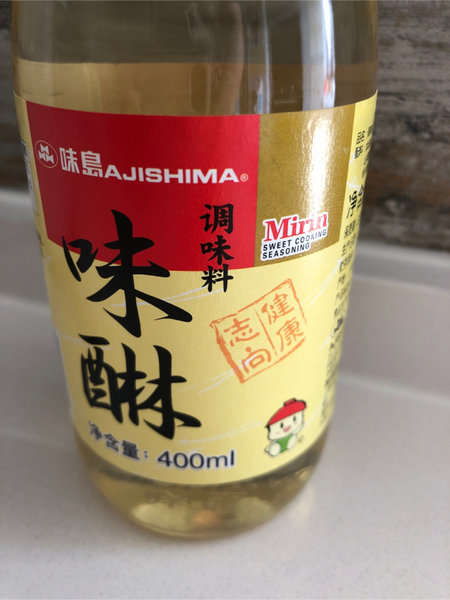 味島AJISHIMA®
调味料
Mirin
SWEET COOKING
SEASONING
味醂
健康
志向
净含量：400ml